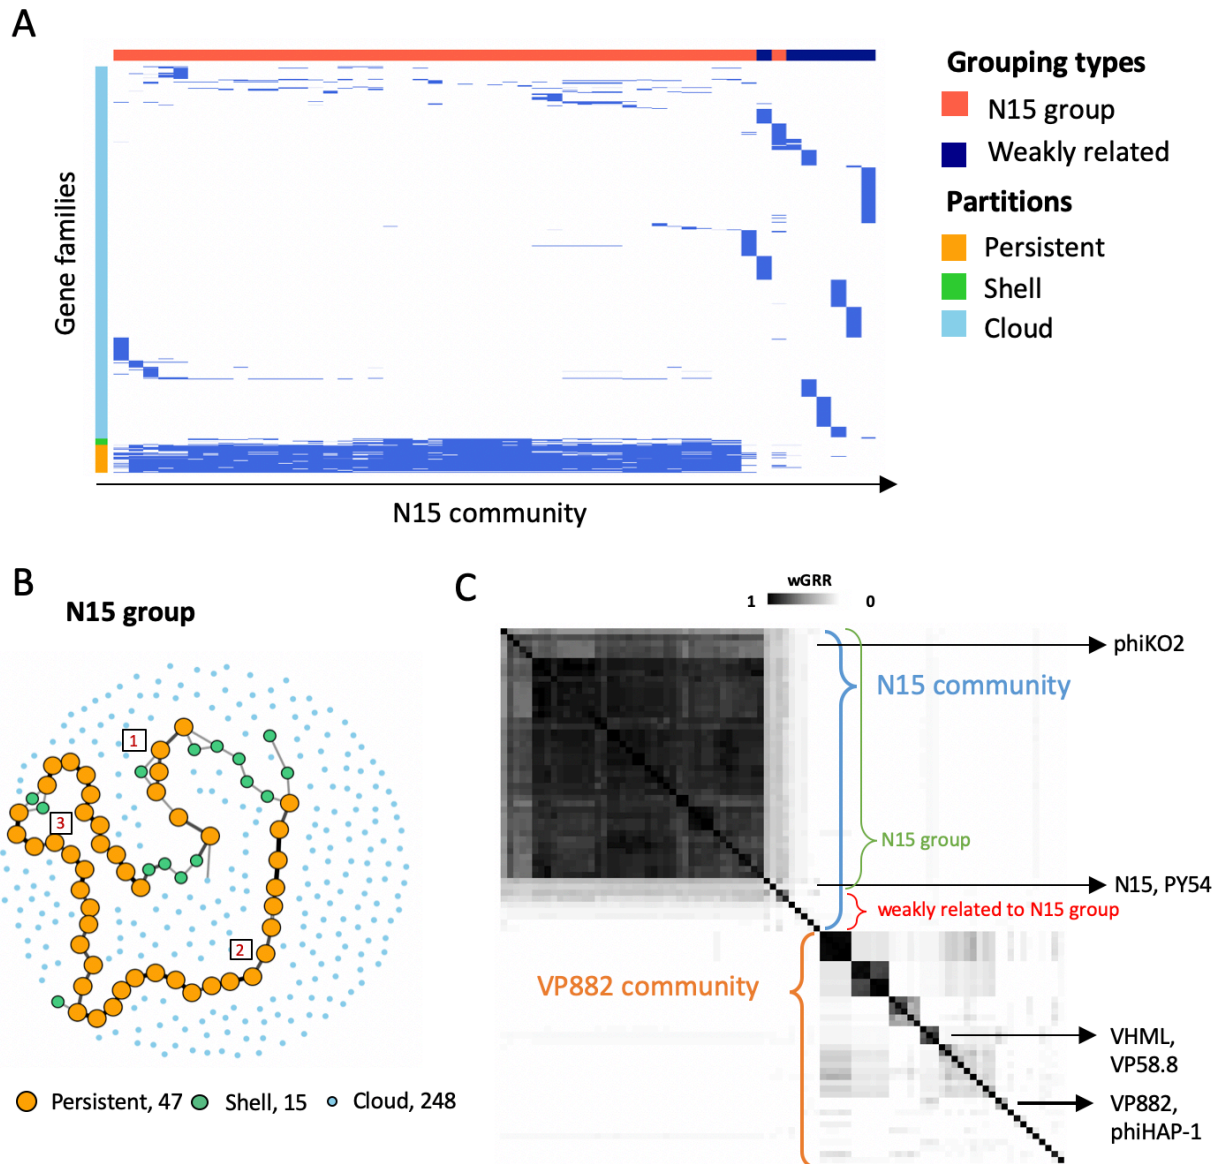 A
Grouping types
N15 group
Weakly related
Partitions
Persistent
Shell
Cloud
Gene families
N15 community
B
N15 group
1
2
3
Persistent, 47
Shell, 15
Cloud, 248
C
wGRR
1
0
phiKO2
N15 community
N15 group
N15, PY54
weakly related to N15 group
VP882 community
VHML,
VP58.8
VP882,
phiHAP-1